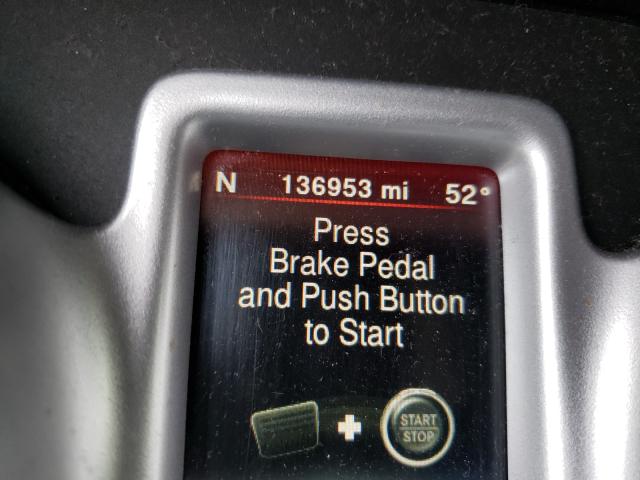 N 136953 mi 52°
Press
Brake Pedal
and Push Button
to Start
START
STOP